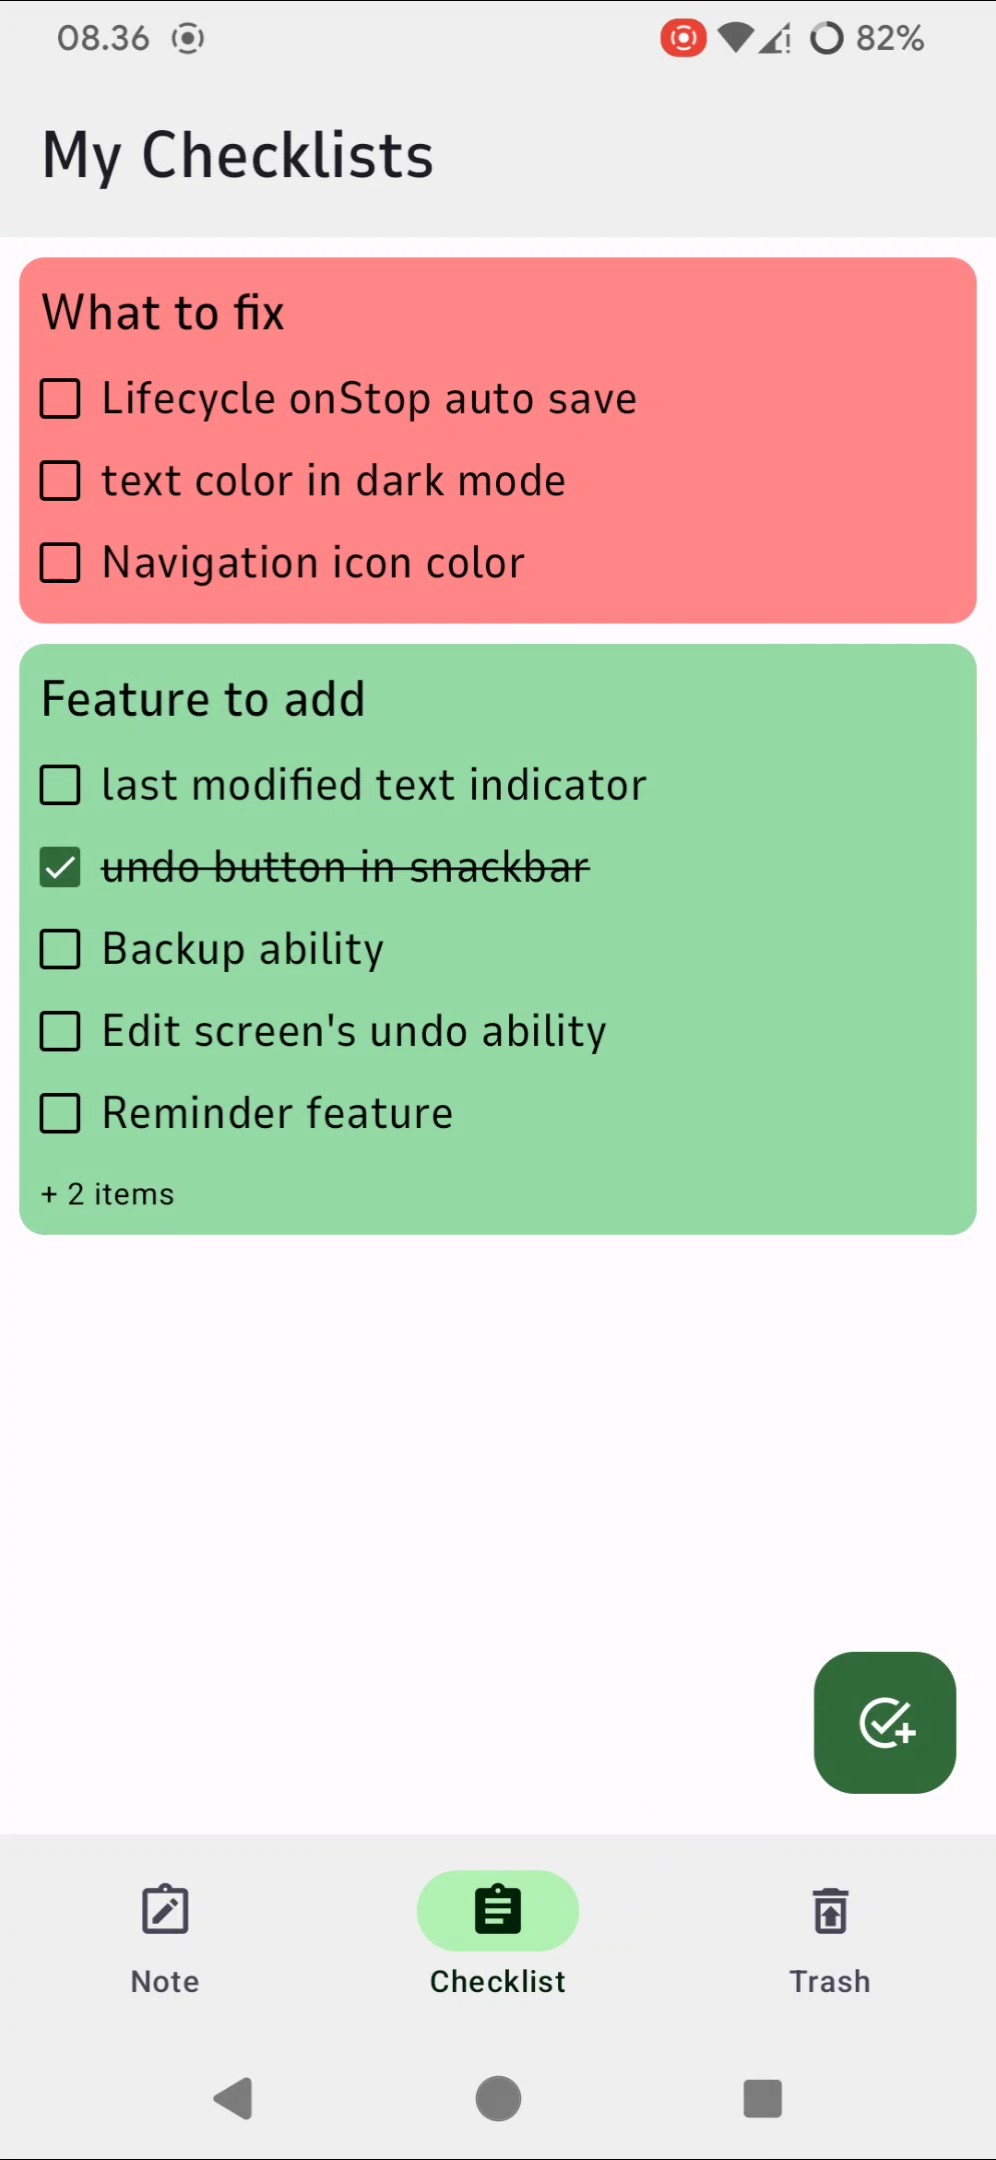 08.36 82%
My Checklists
What to fix
Lifecycle onStop auto save
text color in dark mode
Navigation icon color
Feature to add
last modified text indicator
undo button in snackbar
Backup ability
Edit screen's undo ability
Reminder feature
+ 2 items
Note Checklist Trash